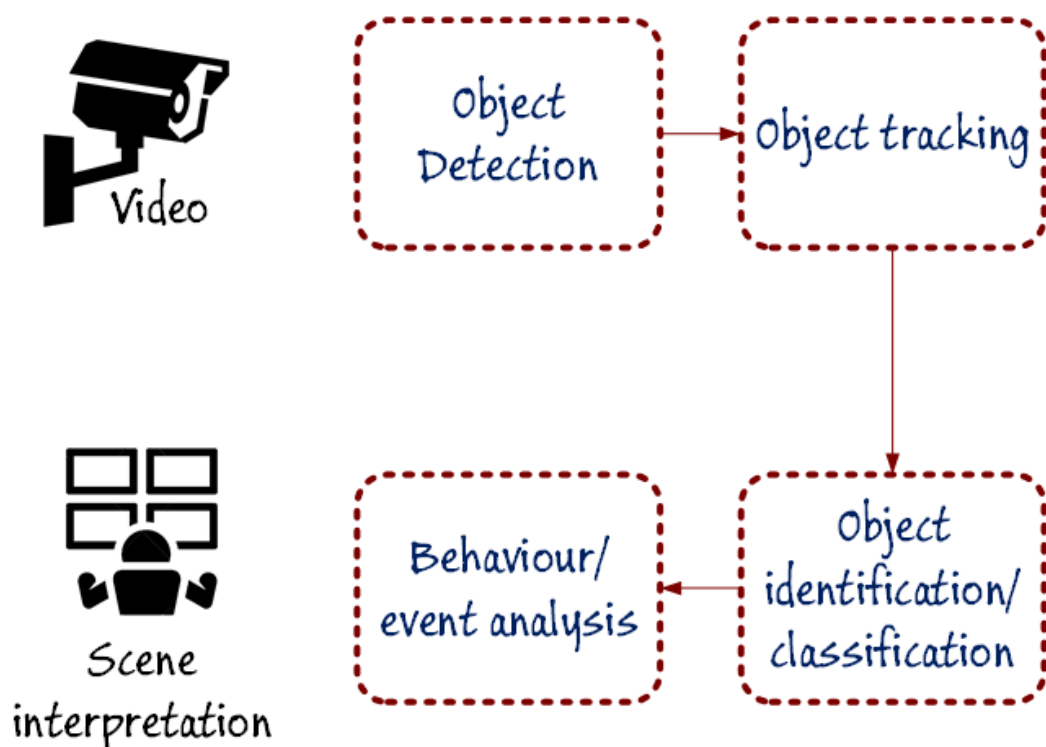 Video
Object
Detection
Object tracking
Object
identification/
classification
Behaviour/
event analysis
Scene
interpretation